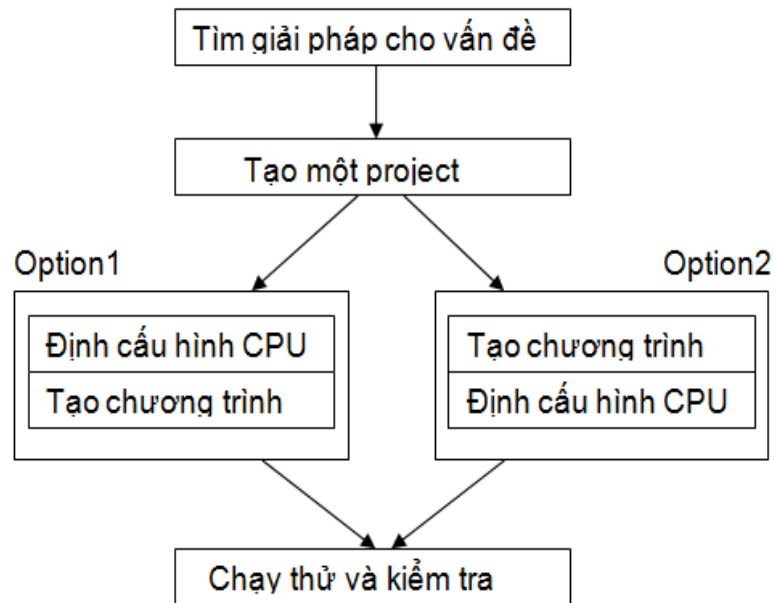 Tìm giải pháp cho vấn đề
Tạo một project
Option1
Option2
Định cấu hình CPU
Tạo chương trình
Tạo chương trình
Định cấu hình CPU
Chạy thử và kiểm tra